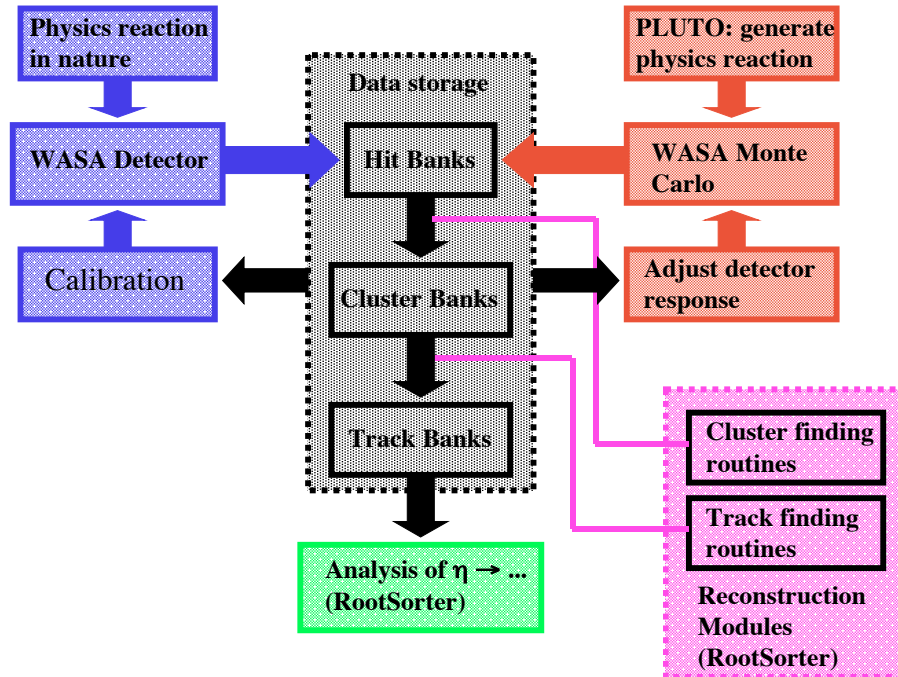 Physics reaction
in nature
PLUTO: generate
physics reaction
Data storage
WASA Detector
Hit Banks
WASA Monte
Carlo
Calibration
Cluster Banks
Adjust detector
response
Track Banks
Cluster finding
routines
Track finding
routines
Analysis of η → ...
(RootSorter)
Reconstruction
Modules
(RootSorter)